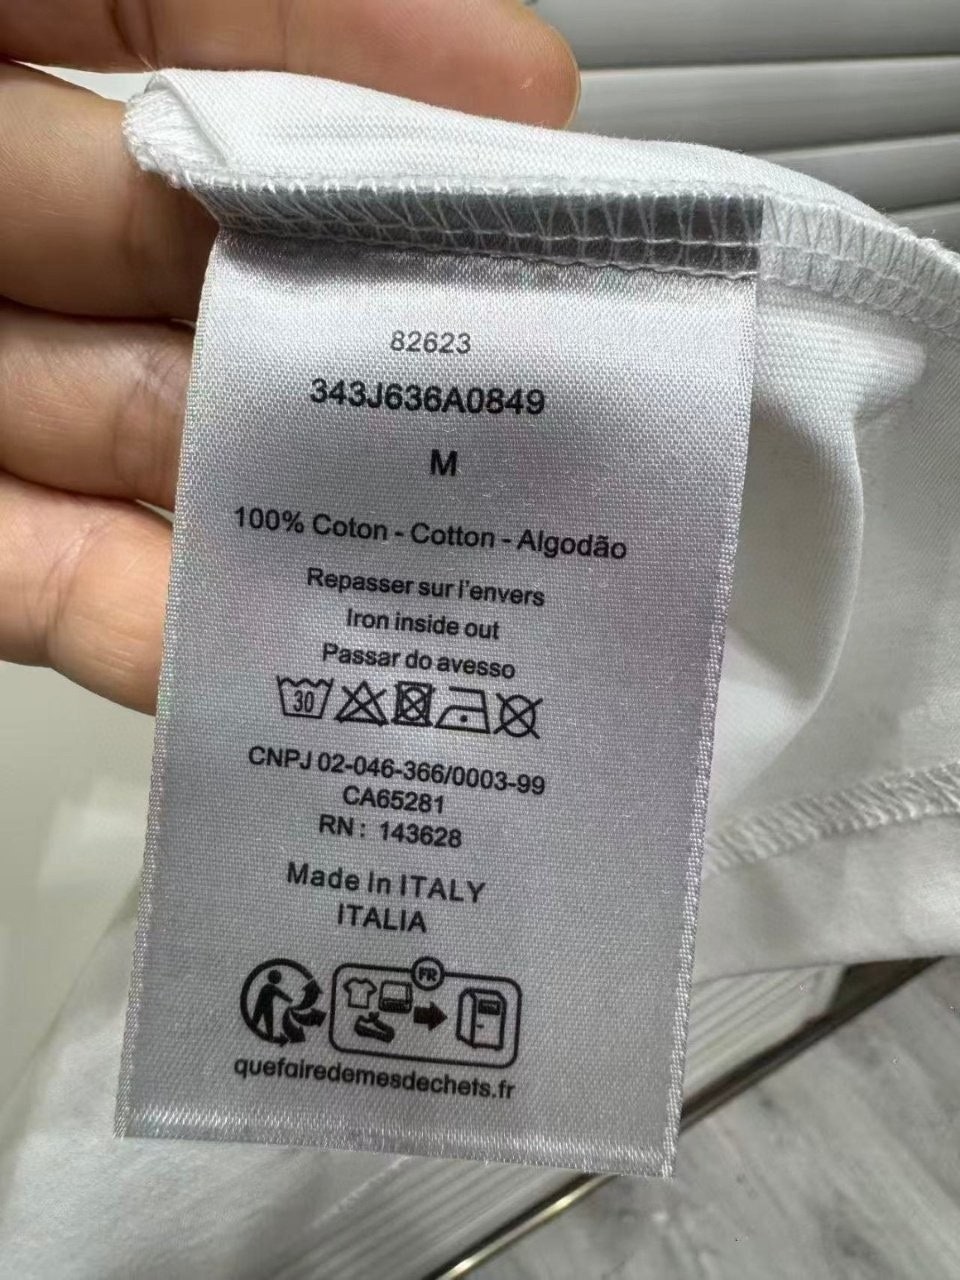 82623
343J636A0849
M
100% Coton - Cotton - Algodão
Repasser sur l'envers
Iron inside out
Passar do avesso
30
CNPJ 02-046-366/0003-99
CA65281
RN : 143628
Made In ITALY
ITALIA
FR
quefairedemesdechets.fr